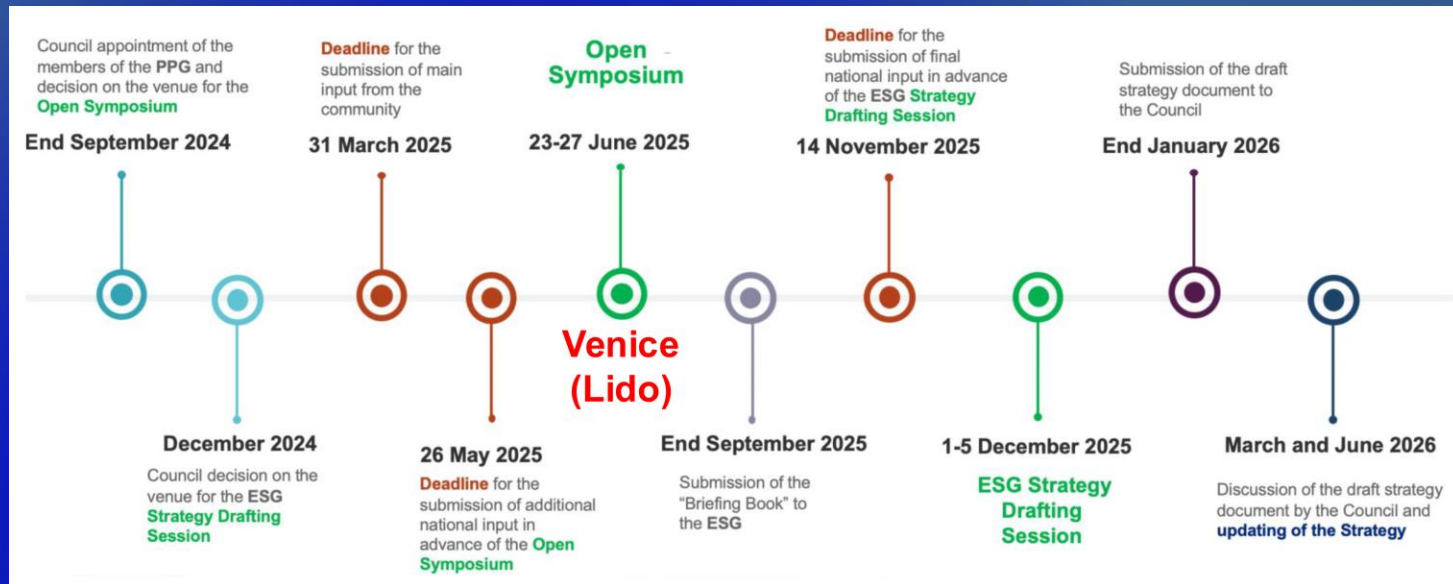 Council appointment of the
members of the PPG and
decision on the venue for the
Open Symposium
End September 2024
Deadline for the
submission of main
input from the
community
31 March 2025
Open
Symposium
23-27 June 2025
Deadline for the
submission of final
national input in advance
of the ESG Strategy
Drafting Session
14 November 2025
Submission of the draft
strategy document to
the Council
End January 2026
Venice
(Lido)
December 2024
Council decision on the
venue for the ESG
Strategy Drafting
Session
26 May 2025
Deadline for the
submission of additional
national input in
advance of the Open
Symposium
End September 2025
Submission of the
"Briefing Book" to
the ESG
1-5 December 2025
ESG Strategy
Drafting
Session
March and June 2026
Discussion of the draft strategy
document by the Council and
updating of the Strategy